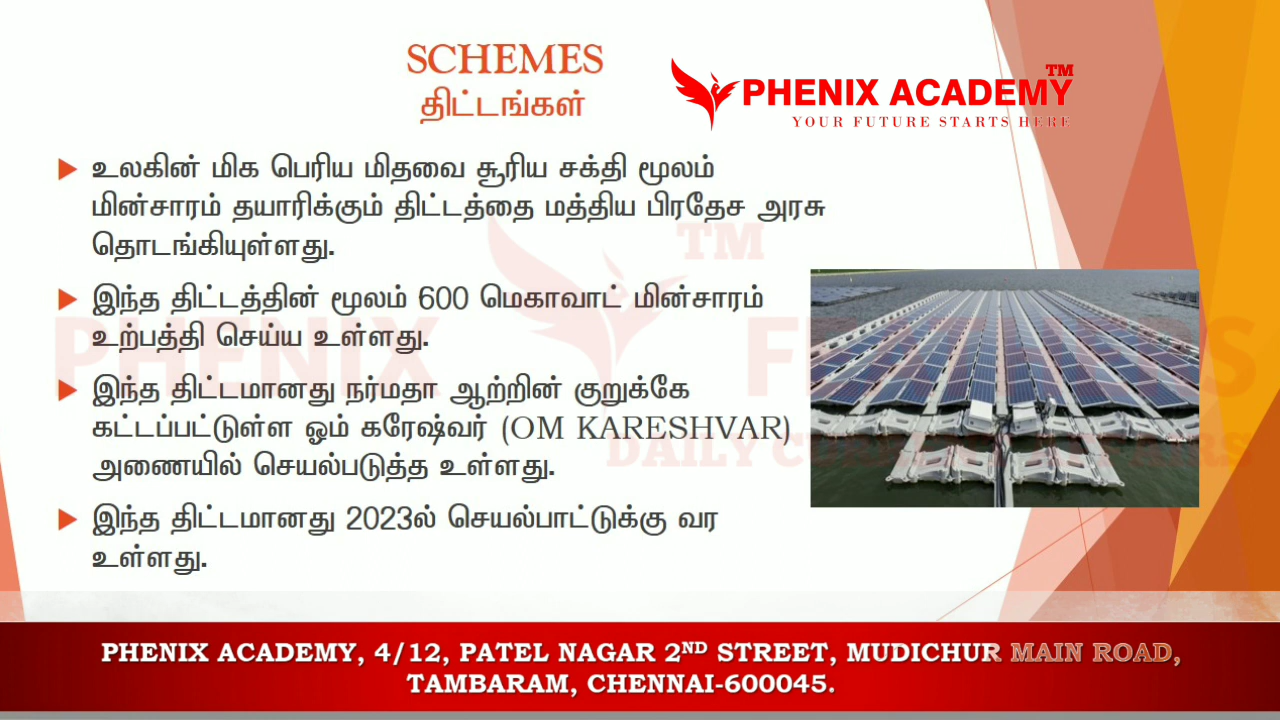 SCHEMES
திட்டங்கள்
PHENIX ACADEMY TM
YOUR FUTURE STARTS HERE
உலகின் மிக பெரிய மிதவை சூரிய சக்தி மூலம்
மின்சாரம் தயாரிக்கும் திட்டத்தை மத்திய பிரதேச அரசு
தொடங்கியுள்ளது.
இந்த திட்டத்தின் மூலம் 600 மெகாவாட் மின்சாரம்
உற்பத்தி செய்ய உள்ளது.
இந்த திட்டமானது நர்மதா ஆற்றின் குறுக்கே
கட்டப்பட்டுள்ள ஓம் கரேஷ்வர் (OM KARESHVAR)
அணையில் செயல்படுத்த உள்ளது.
இந்த திட்டமானது 2023ல் செயல்பாட்டுக்கு வர
உள்ளது.
TM
PHENIX
DAILY
PHENIX ACADEMY, 4/12, PATEL NAGAR 2ND STREET, MUDICHUR MAIN ROAD,
TAMBARAM, CHENNAI-600045.